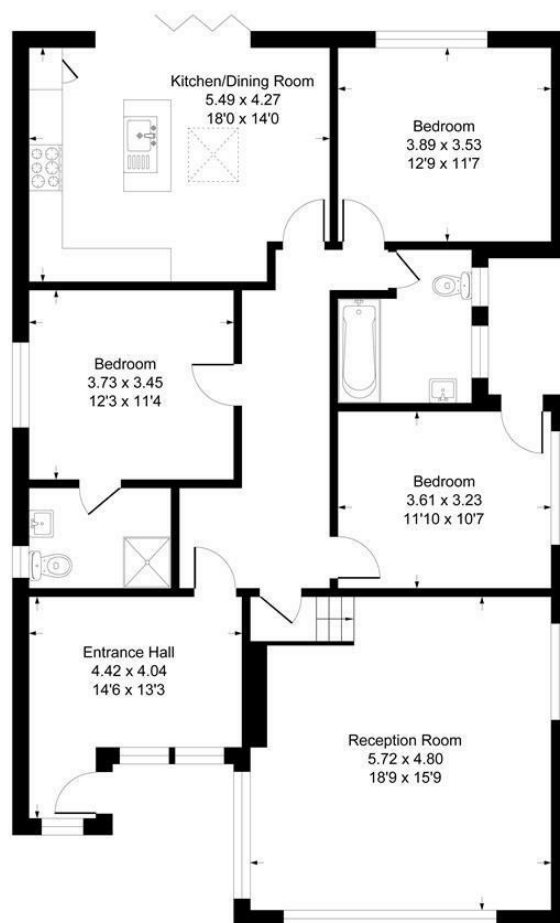 Kitchen/Dining Room
5.49 x 4.27
18'0 x 14'0
Bedroom
3.89 x 3.53
12'9 x 11'7
Bedroom
3.73 x 3.45
12'3 x 11'4
Bedroom
3.61 x 3.23
11'10 x 10'7
Entrance Hall
4.42 x 4.04
14'6 x 13'3
Reception Room
5.72 x 4.80
18'9 x 15'9